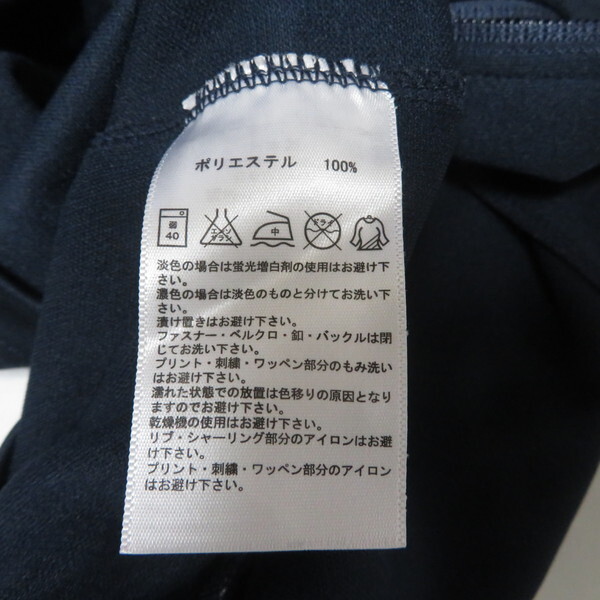 ポリエステル 100%
弱
40
エンソ
サラシ
中
ドライ
淡色の場合は蛍光増白剤の使用はお避け下
さい。
濃色の場合は淡色のものと分けてお洗い下
さい。
漬け置きはお避け下さい。
ファスナー・ベルクロ・釦・バックルは閉
じてお洗い下さい。
プリント・刺繍・ワッペン部分のもみ洗い
はお避け下さい。
濡れた状態での放置は色移りの原因となり
ますのでお避け下さい。
乾燥機の使用はお避け下さい。
リブ・シャーリング部分のアイロンはお避
け下さい。
プリント・刺繍・ワッペン部分のアイロン
はお避け下さい。